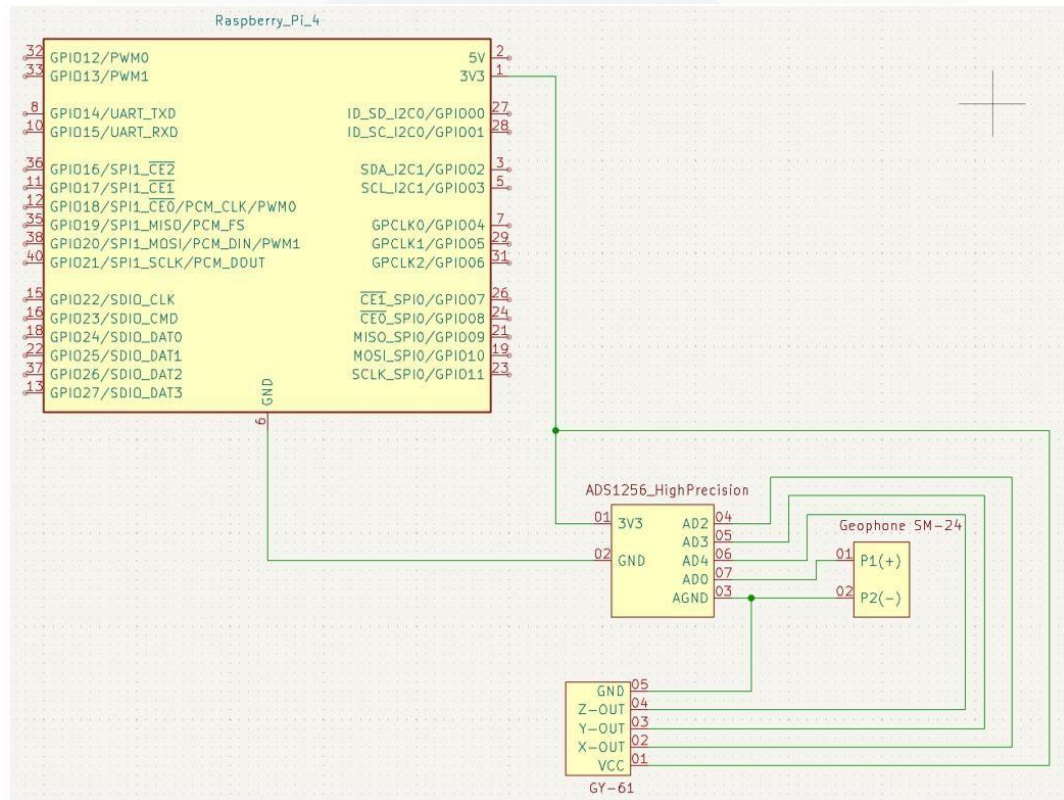 Raspberry_Pi_4
32 GPIO12/PWM0 5V 2
33 GPIO13/PWM1 3V3 1
8 GPIO14/UART_TXD ID_SD_I2C0/GPIO00 27
10 GPIO15/UART_RXD ID_SC_I2C0/GPIO01 28
36 GPIO16/SPI1_CE2 SDA_I2C1/GPIO02 3
11 GPIO17/SPI1_CE1 SCL_I2C1/GPIO03 5
12 GPIO18/SPI1_CE0/PCM_CLK/PWM0
35 GPIO19/SPI1_MISO/PCM_FS GPCLK0/GPIO04 7
38 GPIO20/SPI1_MOSI/PCM_DIN/PWM1 GPCLK1/GPIO05 29
40 GPIO21/SPI1_SCLK/PCM_DOUT GPCLK2/GPIO06 31
15 GPIO22/SDIO_CLK CE1_SPI0/GPIO07 26
16 GPIO23/SDIO_CMD CE0_SPI0/GPIO08 24
18 GPIO24/SDIO_DAT0 MISO_SPI0/GPIO09 21
22 GPIO25/SDIO_DAT1 MOSI_SPI0/GPIO10 19
37 GPIO26/SDIO_DAT2 SCLK_SPI0/GPIO11 23
13 GPIO27/SDIO_DAT3
GND
6
ADS1256_HighPrecision
01 3V3 AD2 04
AD3 05
02 GND AD4 06
AD0 07
AGND 03
Geophone SM-24
01 P1(+)
02 P2(-)
GND 05
Z-OUT 04
Y-OUT 03
X-OUT 02
VCC 01
GY-61